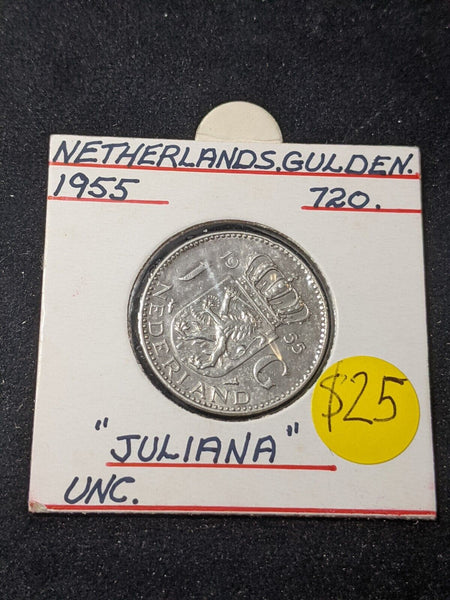 NETHERLANDS. GULDEN.
1955 720.
1 G
19 55
NEDERLAND
$25
"JULIANA"
UNC.